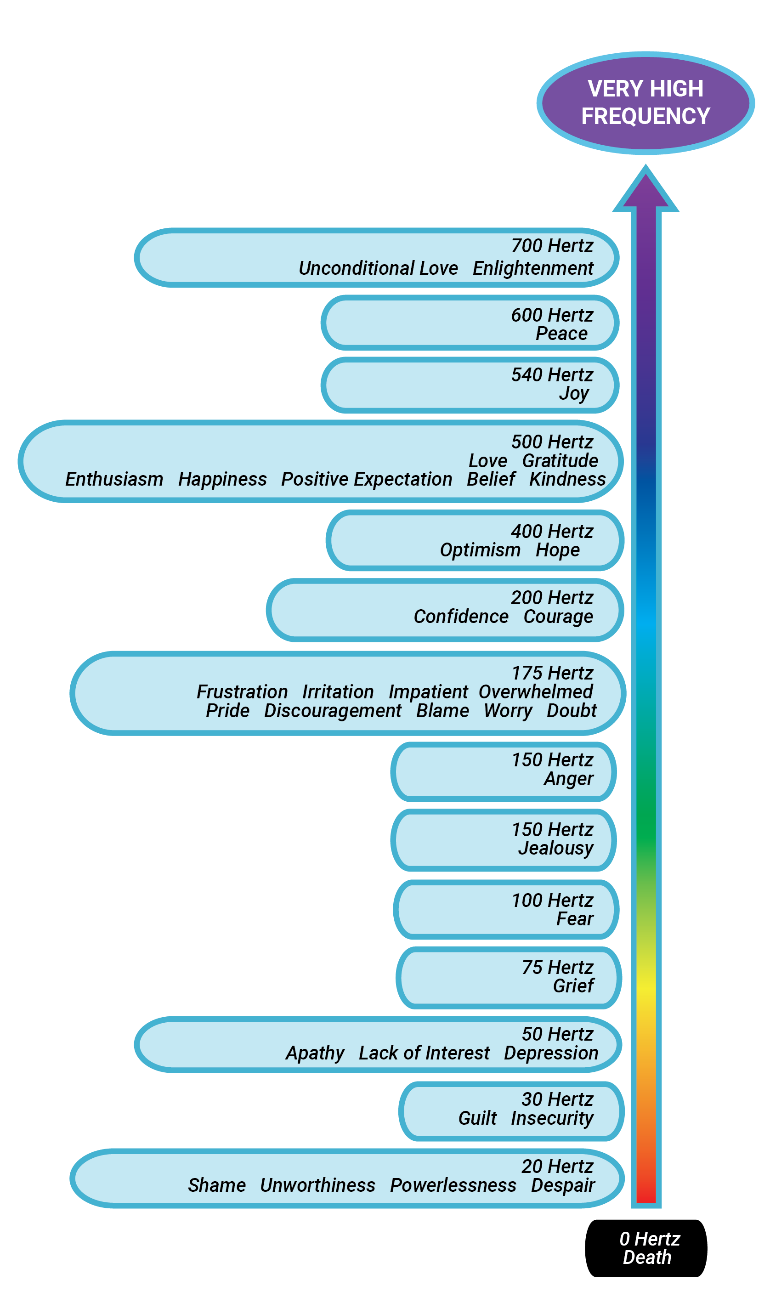 VERY HIGH
FREQUENCY
700 Hertz
Unconditional Love Enlightenment
600 Hertz
Peace
540 Hertz
Joy
500 Hertz
Love Gratitude
Enthusiasm Happiness Positive Expectation Belief Kindness
400 Hertz
Optimism Hope
200 Hertz
Confidence Courage
175 Hertz
Frustration Irritation Impatient Overwhelmed
Pride Discouragement Blame Worry Doubt
150 Hertz
Anger
150 Hertz
Jealousy
100 Hertz
Fear
75 Hertz
Grief
50 Hertz
Apathy Lack of Interest Depression
30 Hertz
Guilt Insecurity
20 Hertz
Shame Unworthiness Powerlessness Despair
0 Hertz
Death